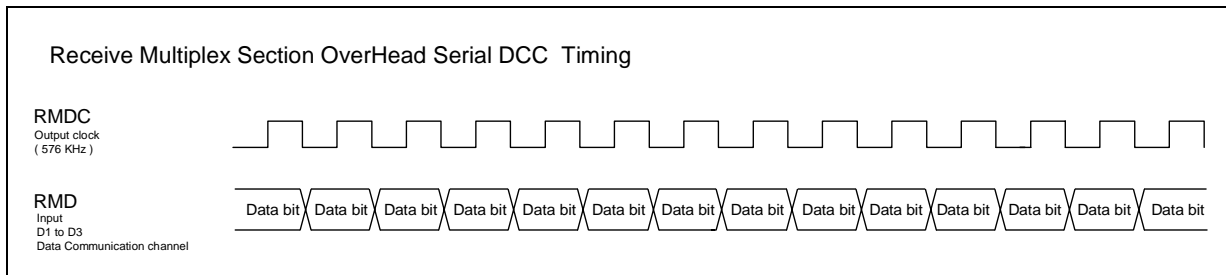 Receive Multiplex Section OverHead Serial DCC Timing
RMDC
Output clock
( 576 KHz )
RMD
Input
D1 to D3
Data Communication channel
Data bit Data bit Data bit Data bit Data bit Data bit Data bit Data bit Data bit Data bit Data bit Data bit Data bit Data bit